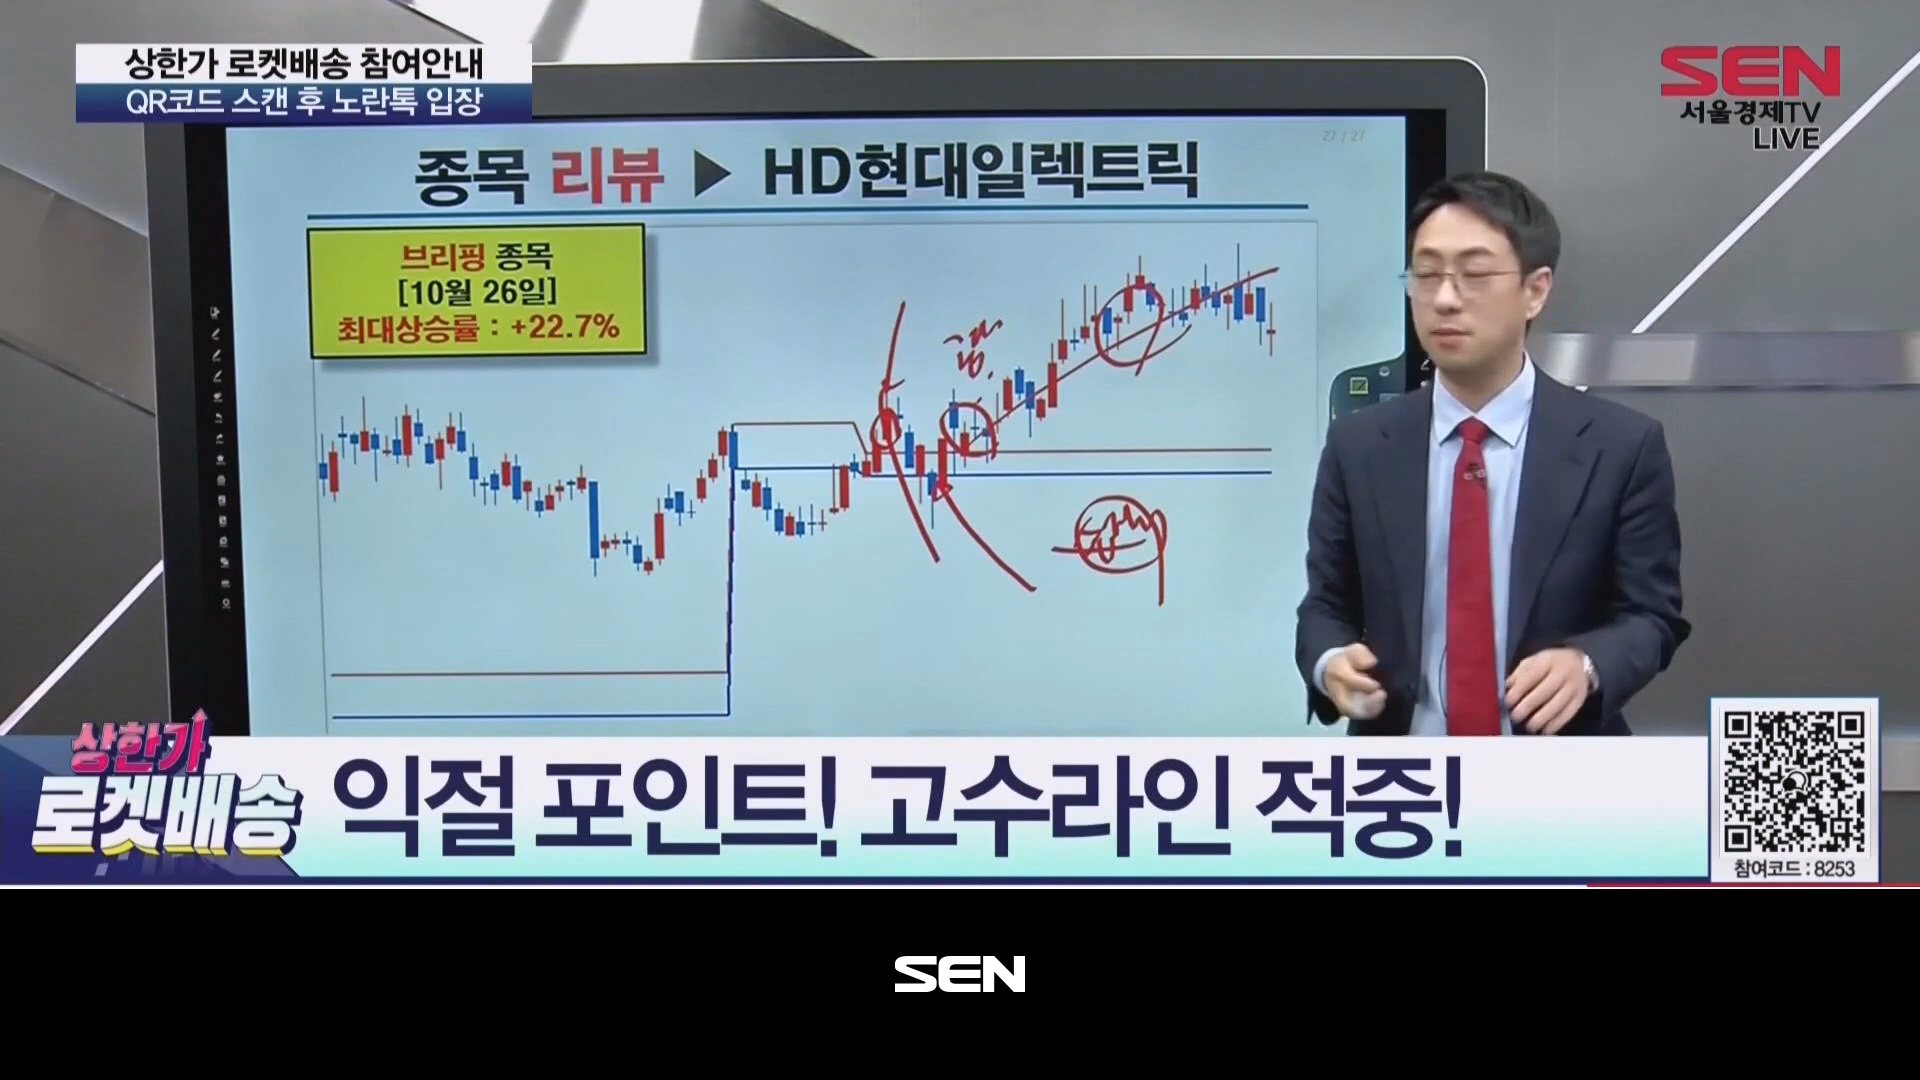 상한가 로켓배송 참여안내
QR코드 스캔 후 노란톡 입장
SEN
서울경제TV
LIVE
27 / 27
종목 리뷰 ▶ HD현대일렉트릭
브리핑 종목
[10월 26일]
최대상승률 : +22.7%
상한가
로켓배송
익절 포인트! 고수라인 적중!
참여코드 : 8253
SEN